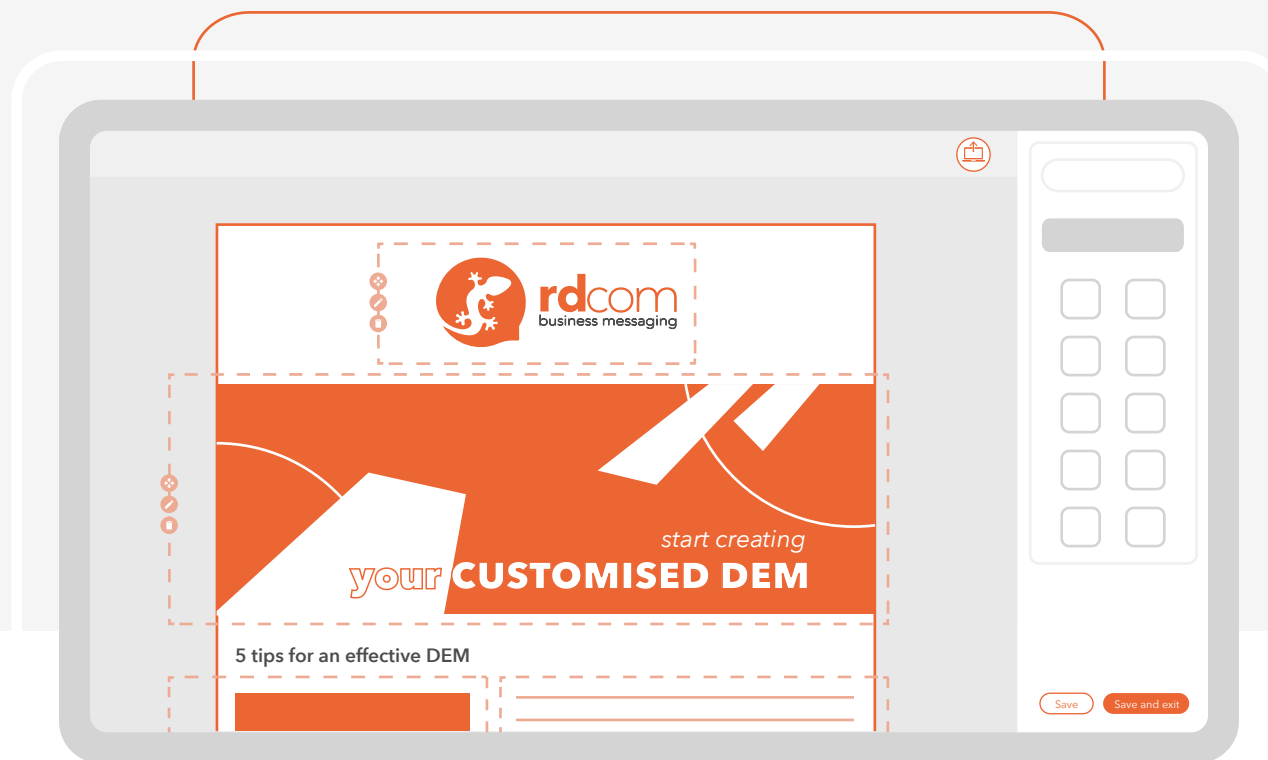 rdcom
business messaging
start creating
your CUSTOMISED DEM
5 tips for an effective DEM
Save
Save and exit